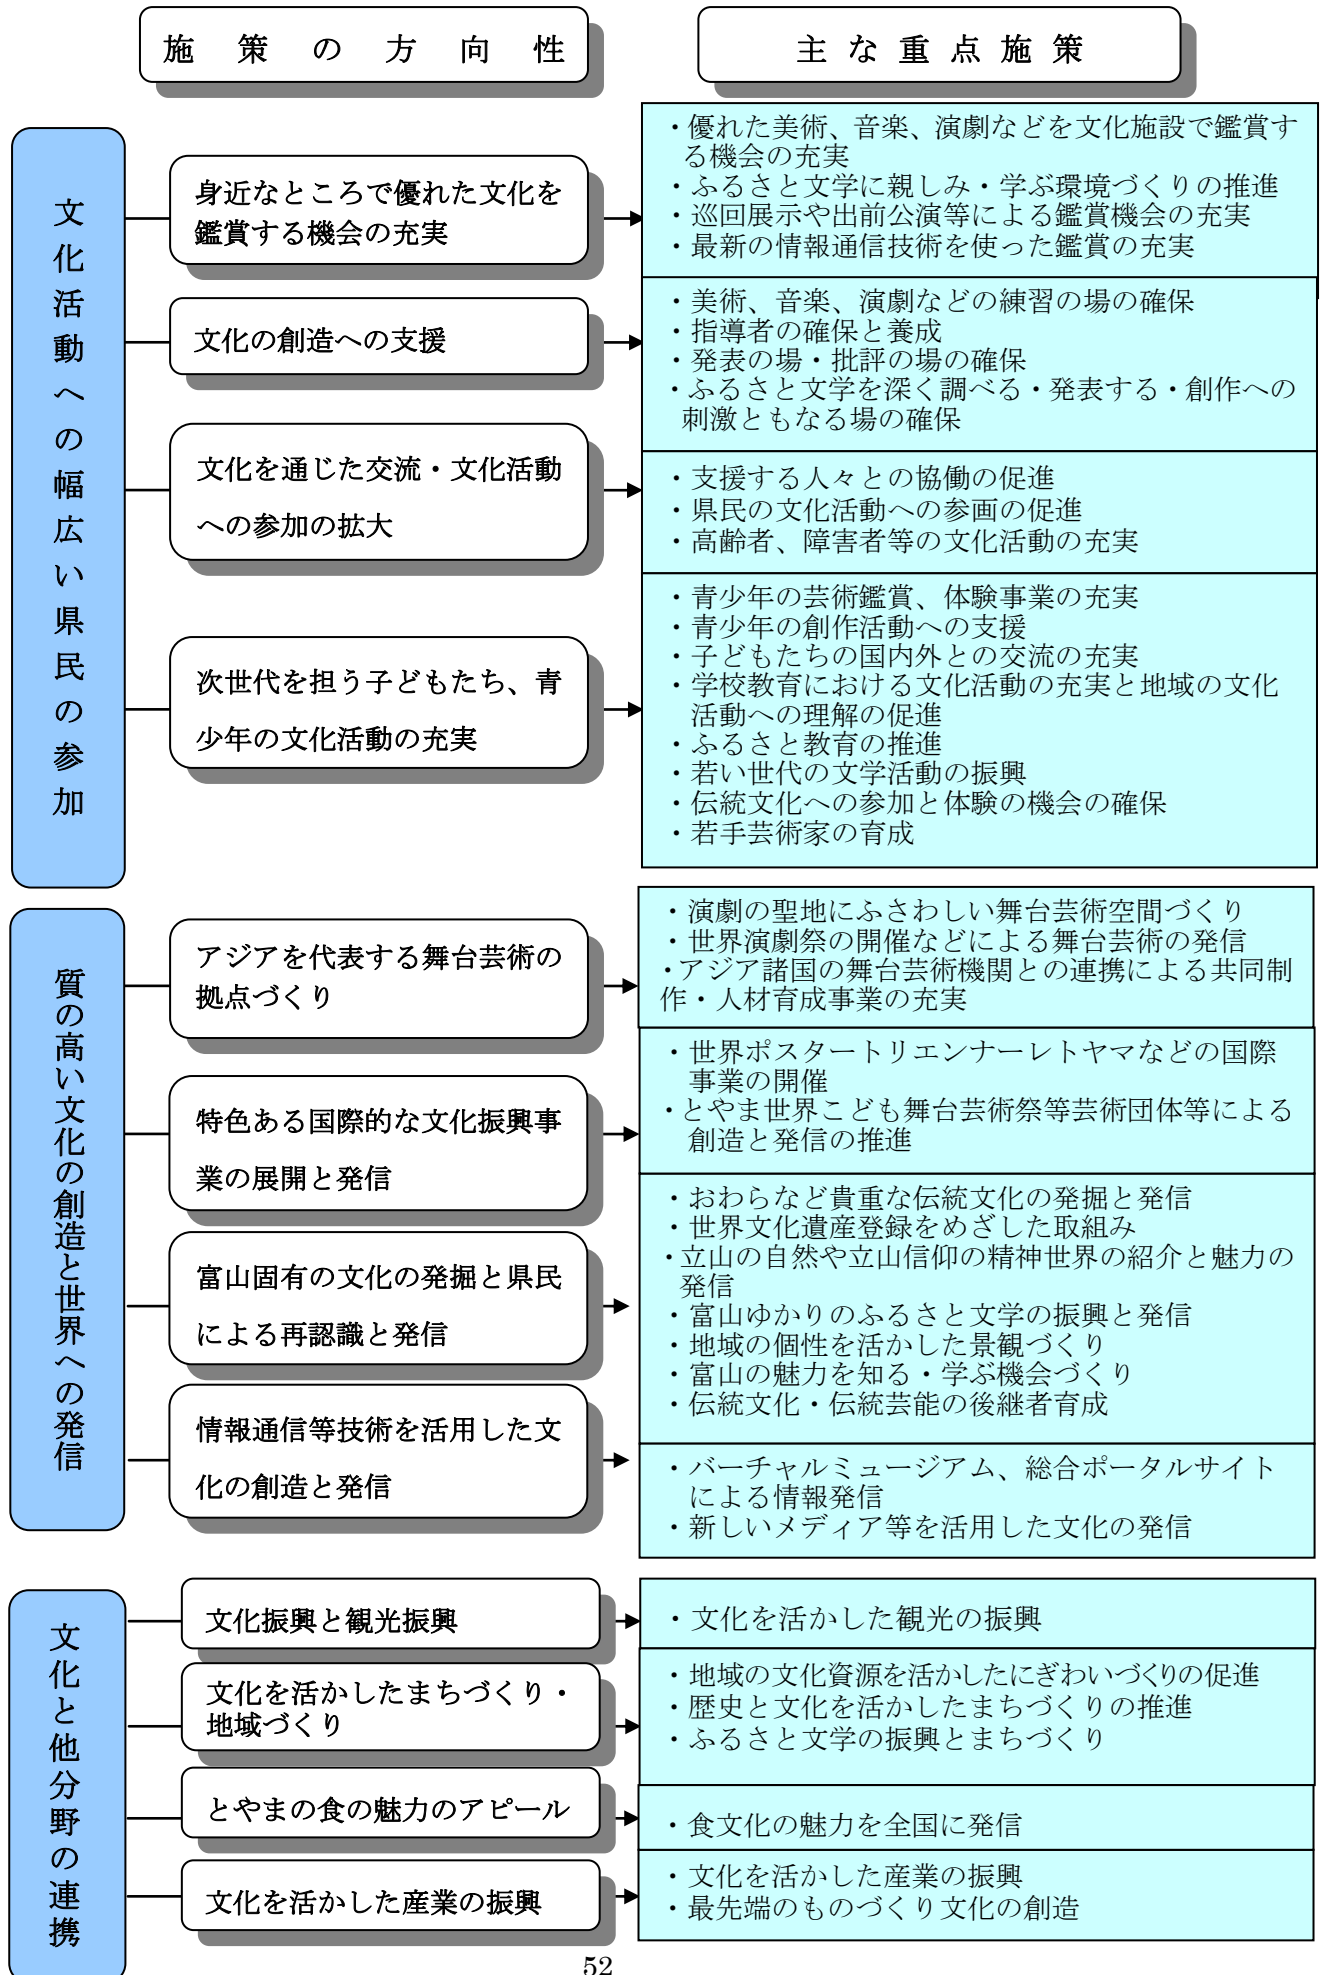 施策の方向性
主な重点施策
文化活動への幅広い県民の参加
身近なところで優れた文化を
鑑賞する機会の充実
・優れた美術、音楽、演劇などを文化施設で鑑賞す
る機会の充実
・ふるさと文学に親しみ・学ぶ環境づくりの推進
・巡回展示や出前公演等による鑑賞機会の充実
・最新の情報通信技術を使った鑑賞の充実
文化の創造への支援
・美術、音楽、演劇などの練習の場の確保
・指導者の確保と養成
・発表の場・批評の場の確保
・ふるさと文学を深く調べる・発表する・創作への
刺激ともなる場の確保
文化を通じた交流・文化活動
への参加の拡大
・支援する人々との協働の促進
・県民の文化活動への参画の促進
・高齢者、障害者等の文化活動の充実
次世代を担う子どもたち、青
少年の文化活動の充実
・青少年の芸術鑑賞、体験事業の充実
・青少年の創作活動への支援
・子どもたちの国内外との交流の充実
・学校教育における文化活動の充実と地域の文化
活動への理解の促進
・ふるさと教育の推進
・若い世代の文学活動の振興
・伝統文化への参加と体験の機会の確保
・若手芸術家の育成
質の高い文化の創造と世界への発信
アジアを代表する舞台芸術の
拠点づくり
・演劇の聖地にふさわしい舞台芸術空間づくり
・世界演劇祭の開催などによる舞台芸術の発信
・アジア諸国の舞台芸術機関との連携による共同制
作・人材育成事業の充実
特色ある国際的な文化振興事
業の展開と発信
・世界ポスタートリエンナーレトヤマなどの国際
事業の開催
・とやま世界こども舞台芸術祭等芸術団体等による
創造と発信の推進
富山固有の文化の発掘と県民
による再認識と発信
・おわらなど貴重な伝統文化の発掘と発信
・世界文化遺産登録をめざした取組み
・立山の自然や立山信仰の精神世界の紹介と魅力の
発信
・富山ゆかりのふるさと文学の振興と発信
・地域の個性を活かした景観づくり
・富山の魅力を知る・学ぶ機会づくり
・伝統文化・伝統芸能の後継者育成
情報通信等技術を活用した文
化の創造と発信
・バーチャルミュージアム、総合ポータルサイト
による情報発信
・新しいメディア等を活用した文化の発信
文化と他分野の連携
文化振興と観光振興
・文化を活かした観光の振興
文化を活かしたまちづくり・
地域づくり
・地域の文化資源を活かしたにぎわいづくりの促進
・歴史と文化を活かしたまちづくりの推進
・ふるさと文学の振興とまちづくり
とやまの食の魅力のアピール
・食文化の魅力を全国に発信
文化を活かした産業の振興
・文化を活かした産業の振興
・最先端のものづくり文化の創造
52